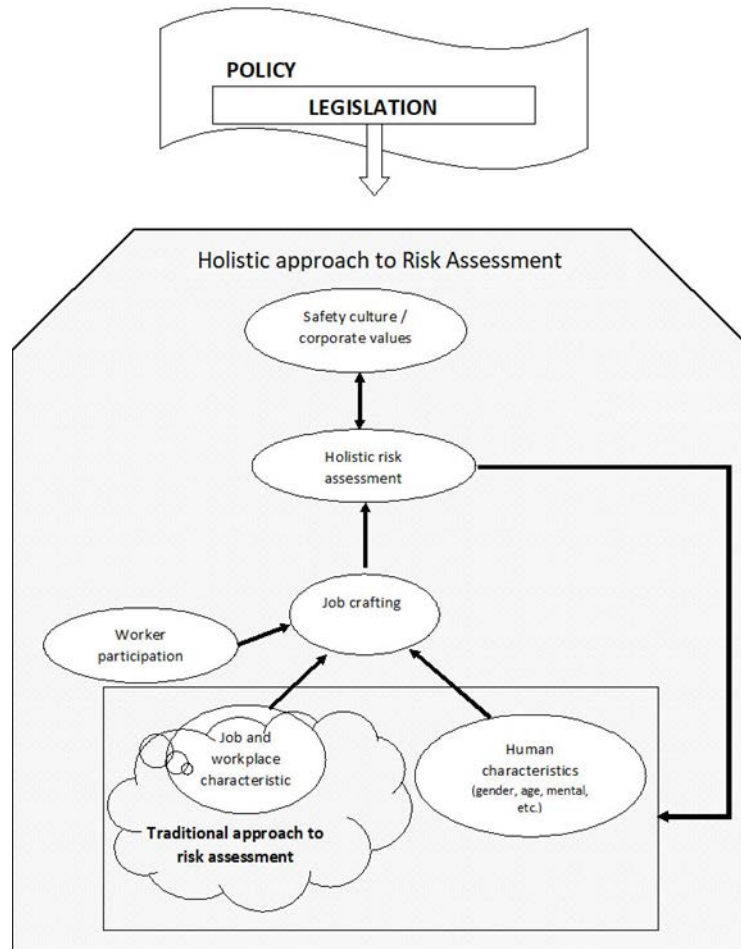 POLICY
LEGISLATION
Holistic approach to Risk Assessment
Safety culture /
corporate values
Holistic risk
assessment
Job crafting
Worker
participation
Job and
workplace
characteristic
Human
characteristics
(gender, age, mental,
etc.)
Traditional approach to
risk assessment